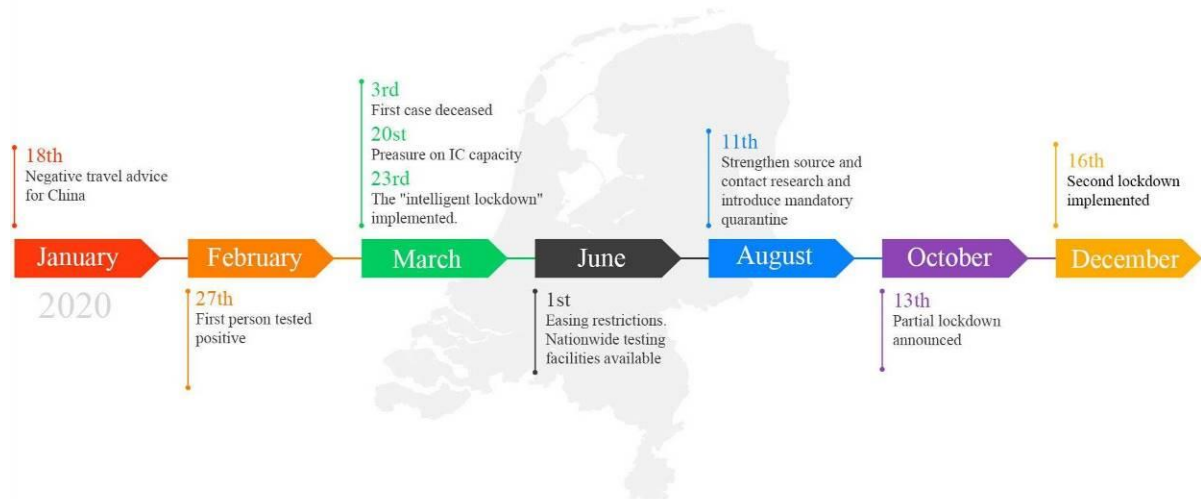 3rd
First case deceased
20st
Preasure on IC capacity
23rd
The "intelligent lockdown"
implemented.
18th
Negative travel advice
for China
11th
Strengthen source and
contact research and
introduce mandatory
quarantine
16th
Second lockdown
implemented
January
February
March
June
August
October
December
2020
27th
First person tested
positive
1st
Easing restrictions.
Nationwide testing
facilities available
13th
Partial lockdown
announced